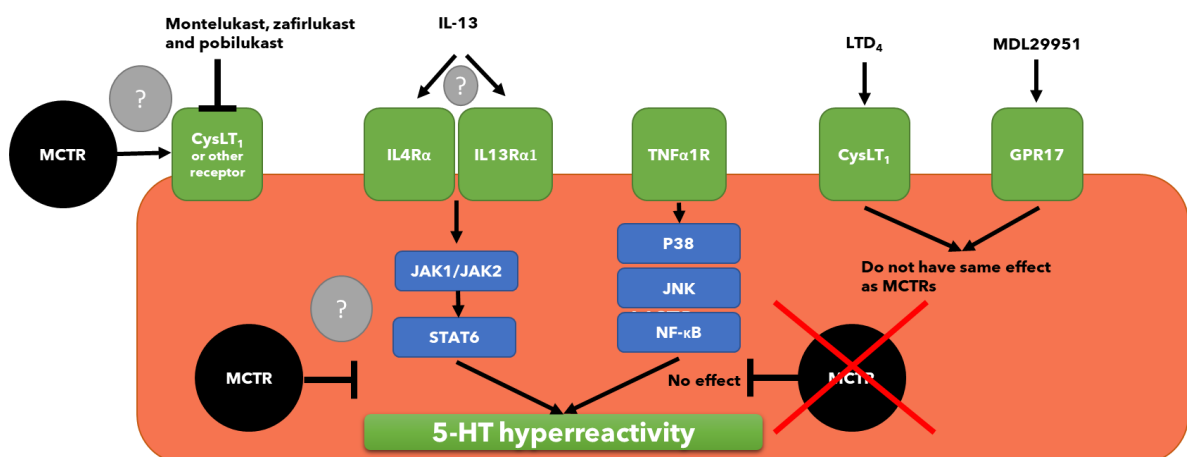 Montelukast, zafirlukast
and pobilukast
IL-13
LTD₄
MDL29951
?
?
MCTR
CysLT₁
or other
receptor
IL4Rα
IL13Rα1
TNFα1R
CysLT₁
GPR17
P38
JAK1/JAK2
JNK
Do not have same effect
as MCTRs
?
STAT6
NF-κB
MCTR
No effect
MCTR
5-HT hyperreactivity